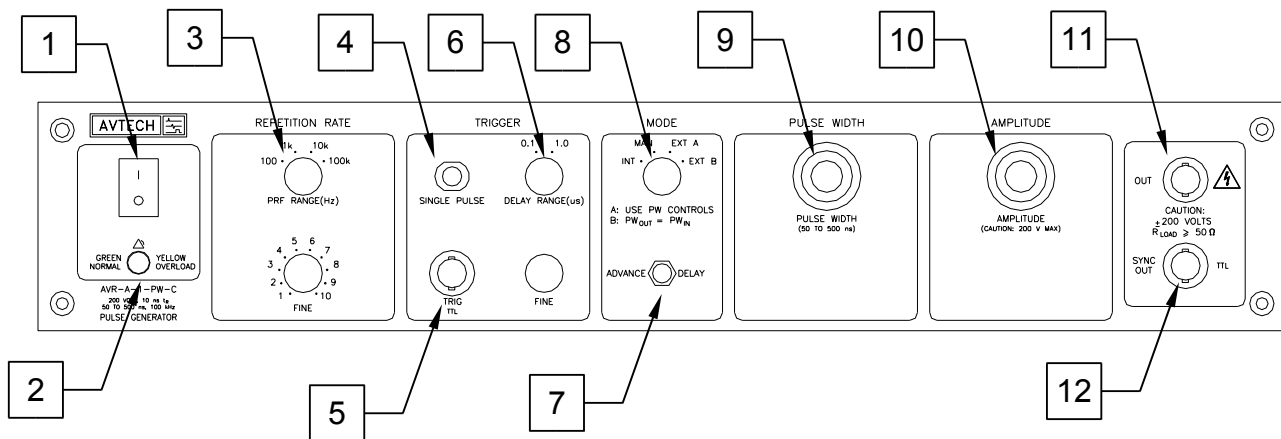 1
3
4
6
8
9
10
11
AVTECH
REPETITION RATE
TRIGGER
MODE
PULSE WIDTH
AMPLITUDE
I
100
1k
10k
100k
PRF RANGE(Hz)
SINGLE PULSE
0.1
1.0
DELAY RANGE(us)
INT
MAN
EXT A
EXT B
A: USE PW CONTROLS
B: PWOUT = PWIN
PULSE WIDTH
(50 TO 500 ns)
AMPLITUDE
(CAUTION: 200 V MAX)
OUT
CAUTION:
±200 VOLTS
RLOAD ⩾ 50 Ω
GREEN
NORMAL
YELLOW
OVERLOAD
1
2
3
4
5
6
7
8
9
10
FINE
TRIG
TTL
FINE
ADVANCE
DELAY
SYNC
OUT
TTL
AVR-A-1-PW-C
200 VOLT, 10 ns
50 TO 500 ns, 100 kHz
PULSE GENERATOR
2
5
7
12